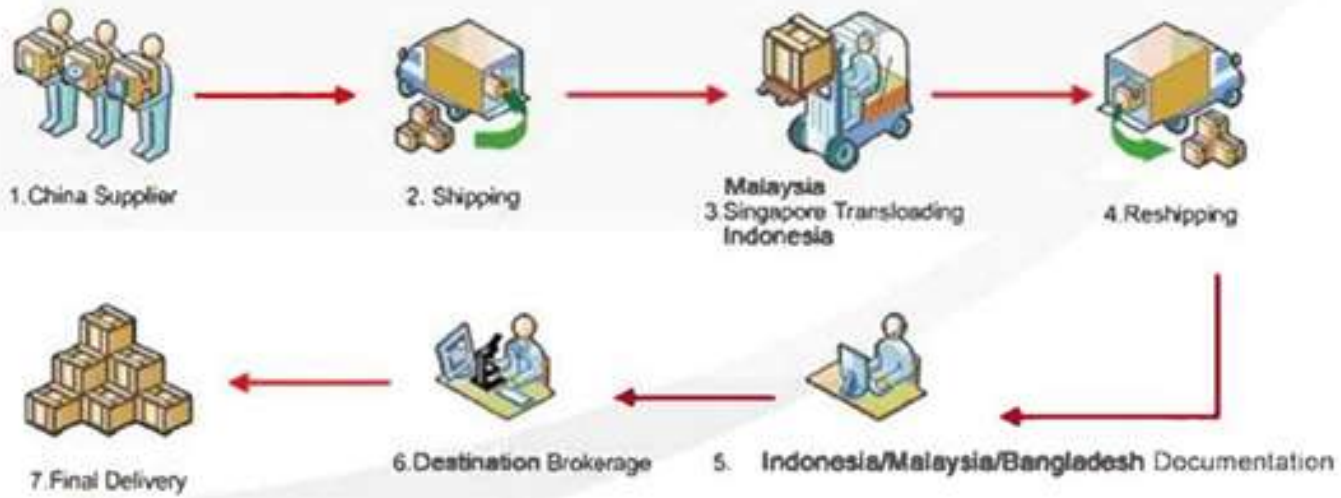 1.China Supplier
2. Shipping
Malaysia
3.Singapore Transloading
Indonesia
4.Reshipping
7.Final Delivery
6.Destination Brokerage
5. Indonesia/Malaysia/Bangladesh Documentation